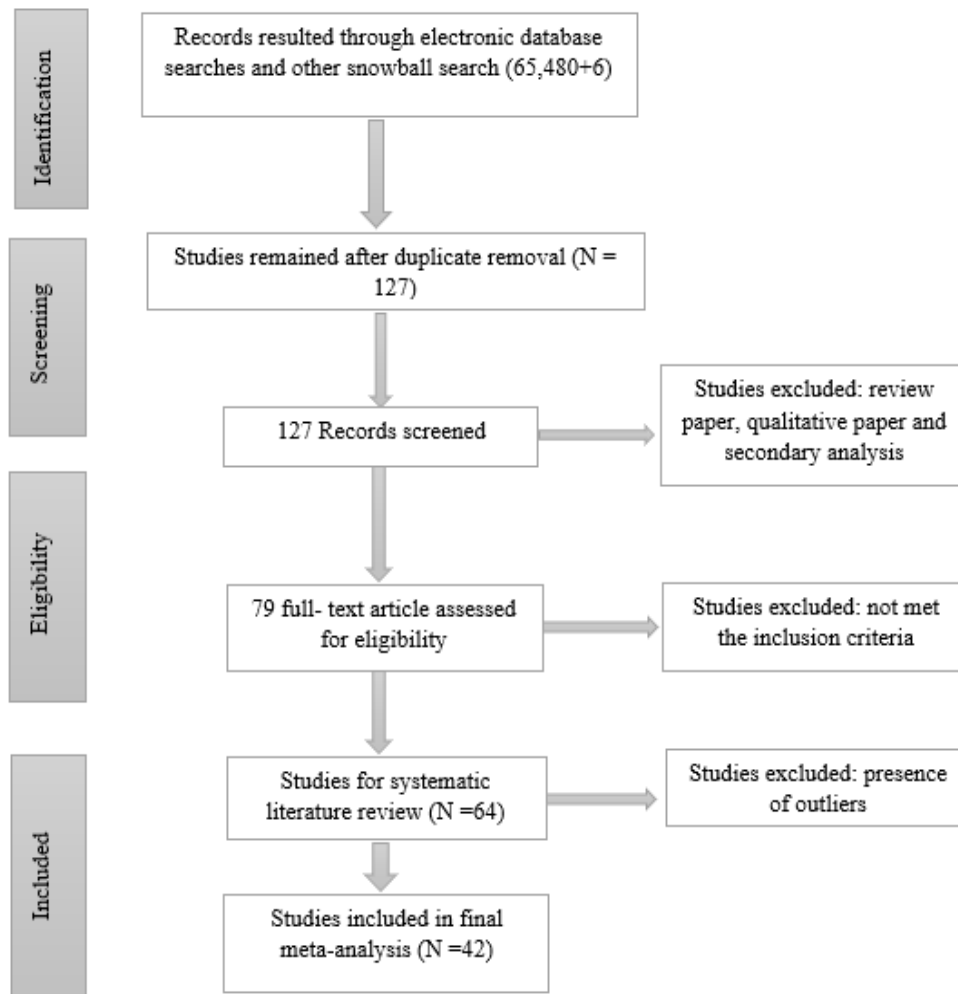 Identification
Records resulted through electronic database
searches and other snowball search (65,480+6)
Screening
Studies remained after duplicate removal (N =
127)
127 Records screened
Studies excluded: review
paper, qualitative paper and
secondary analysis
Eligibility
79 full- text article assessed
for eligibility
Studies excluded: not met
the inclusion criteria
Included
Studies for systematic
literature review (N =64)
Studies excluded: presence
of outliers
Studies included in final
meta-analysis (N =42)